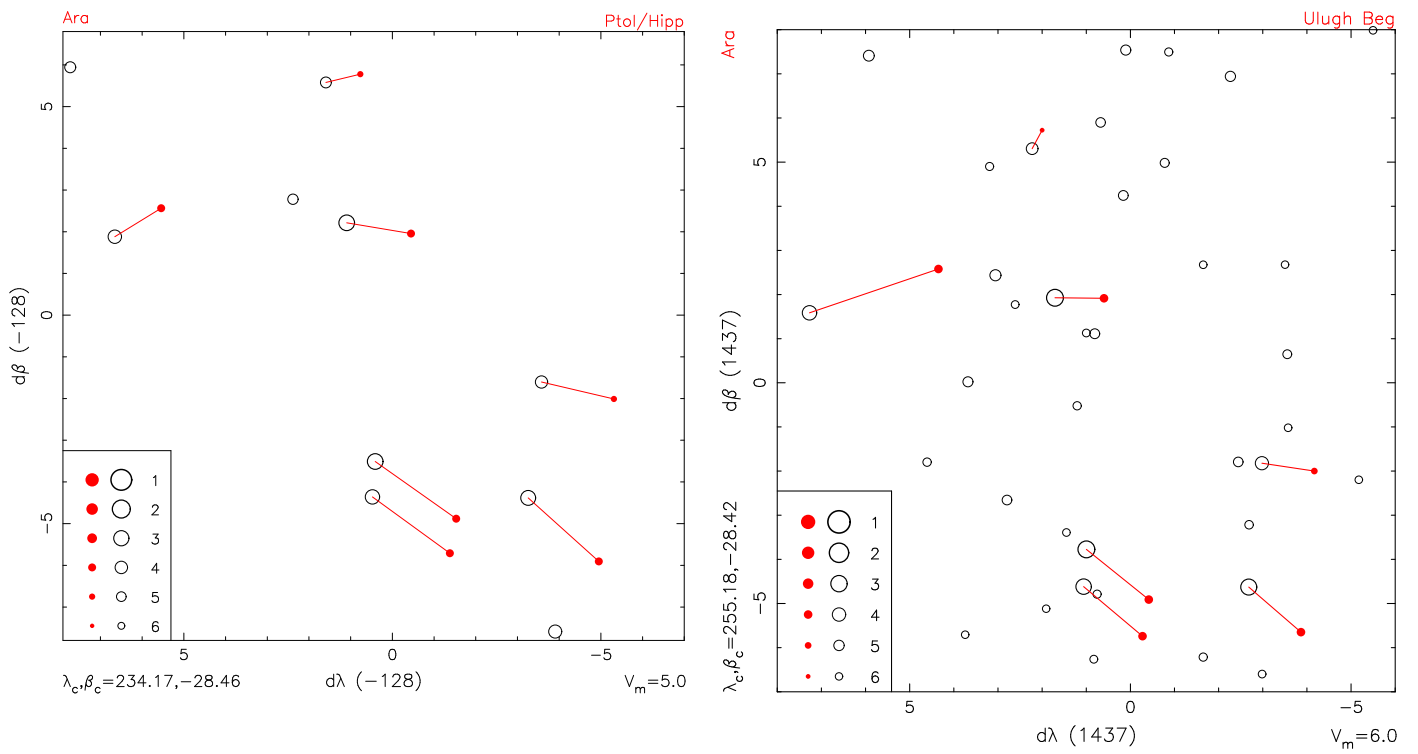 Ara
Ptol/Hipp
5
0
-5
dβ (-128)
1
2
3
4
5
6
5
0
-5
λc,βc=234.17,-28.46
dλ (-128)
Vm=5.0
Ulugh Beg
Ara
5
0
-5
dβ (1437)
λc,βc=255.18,-28.42
1
2
3
4
5
6
5
0
-5
dλ (1437)
Vm=6.0